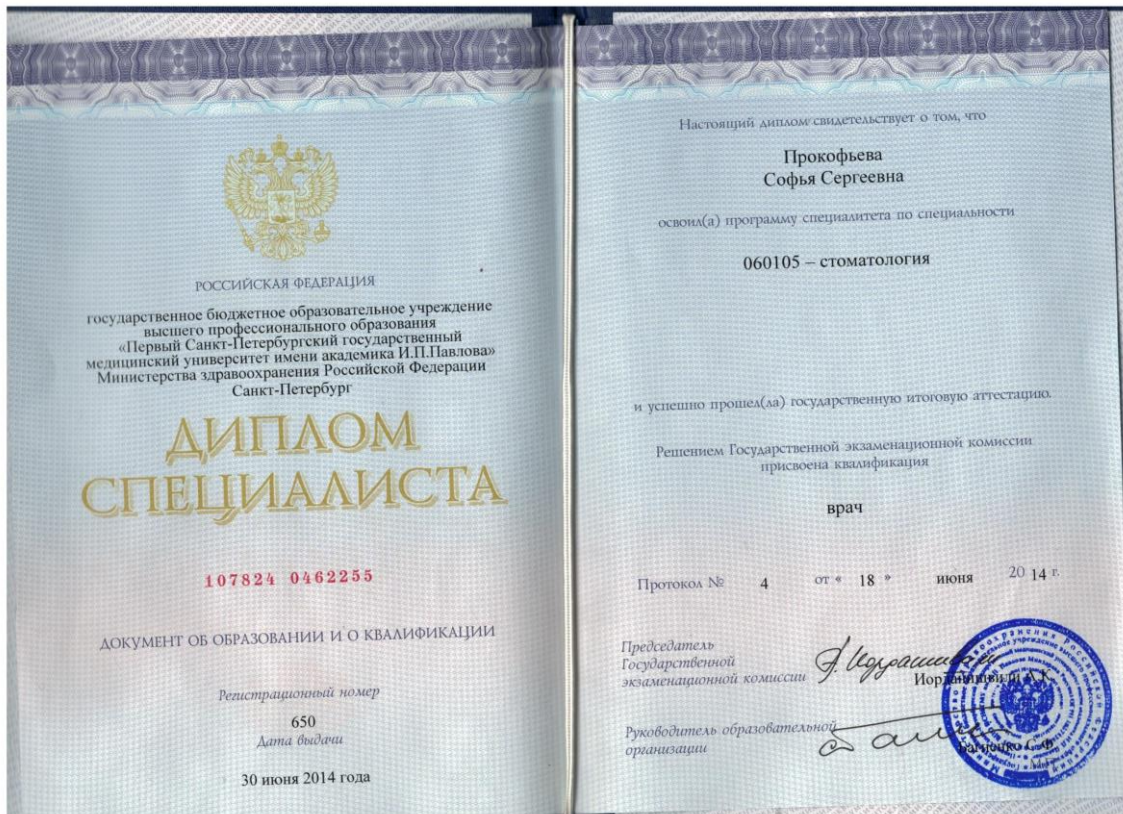 РОССИЙСКАЯ ФЕДЕРАЦИЯ
государственное бюджетное образовательное учреждение
высшего профессионального образования
«Первый Санкт-Петербургский государственный
медицинский университет имени академика И.П.Павлова»
Министерства здравоохранения Российской Федерации
Санкт-Петербург
ДИПЛОМ
СПЕЦИАЛИСТА
107824 0462255
ДОКУМЕНТ ОБ ОБРАЗОВАНИИ И О КВАЛИФИКАЦИИ
Регистрационный номер
650
Дата выдачи
30 июня 2014 года
Настоящий диплом свидетельствует о том, что
Прокофьева
Софья Сергеевна
освоил(а) программу специалитета по специальности
060105 – стоматология
и успешно прошел(ла) государственную итоговую аттестацию.
Решением Государственной экзаменационной комиссии
присвоена квалификация
врач
Протокол № 4 от « 18 » июня 20 14 г.
Председатель
Государственной
экзаменационной комиссии
Иорданишвили А.К.
Руководитель образовательной
организации
Багненко С.Ф.